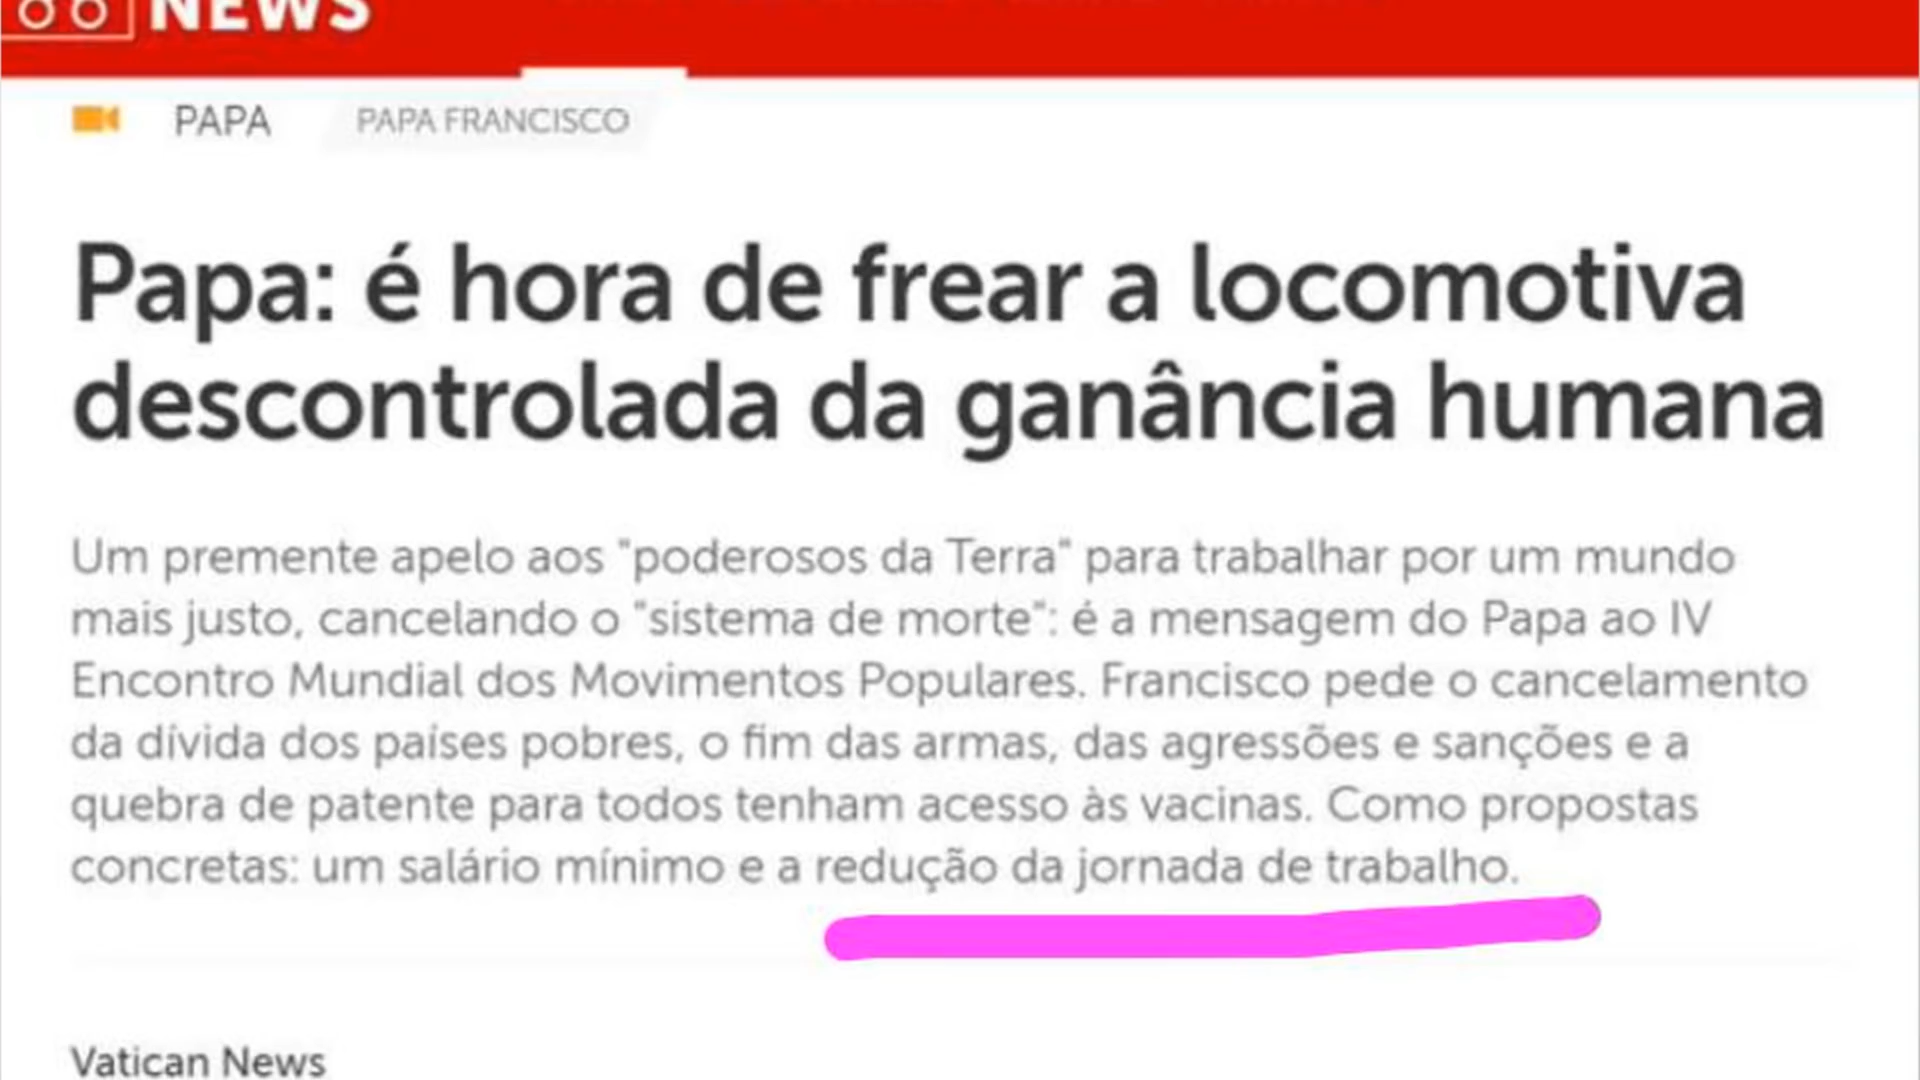 NEWS
PAPA
PAPA FRANCISCO
Papa: é hora de frear a locomotiva
descontrolada da ganância humana
Um premente apelo aos "poderosos da Terra" para trabalhar por um mundo
mais justo, cancelando o "sistema de morte": é a mensagem do Papa ao IV
Encontro Mundial dos Movimentos Populares. Francisco pede o cancelamento
da dívida dos países pobres, o fim das armas, das agressões e sanções e a
quebra de patente para todos tenham acesso às vacinas. Como propostas
concretas: um salário mínimo e a redução da jornada de trabalho.
Vatican News